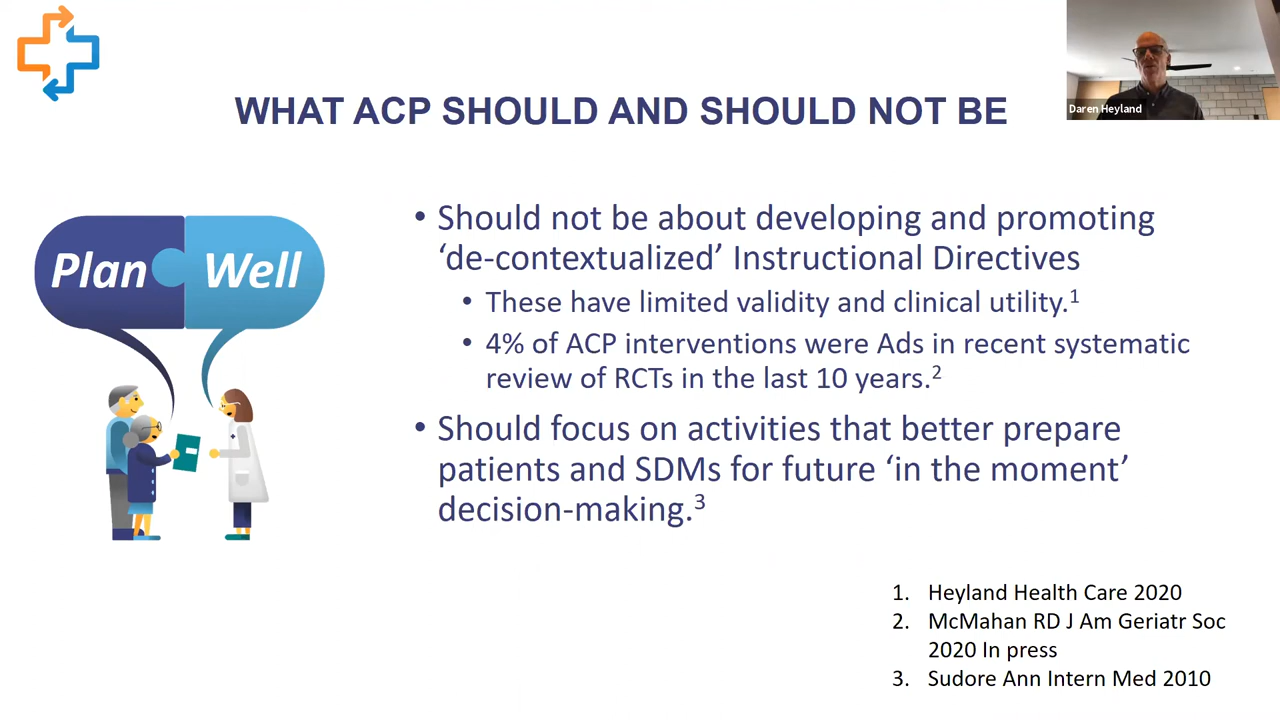 Daren Heyland
WHAT ACP SHOULD AND SHOULD NOT BE
Plan Well
• Should not be about developing and promoting
‘de-contextualized’ Instructional Directives
• These have limited validity and clinical utility.1
• 4% of ACP interventions were Ads in recent systematic
review of RCTs in the last 10 years.2
• Should focus on activities that better prepare
patients and SDMs for future ‘in the moment’
decision-making.3
1. Heyland Health Care 2020
2. McMahan RD J Am Geriatr Soc
2020 In press
3. Sudore Ann Intern Med 2010